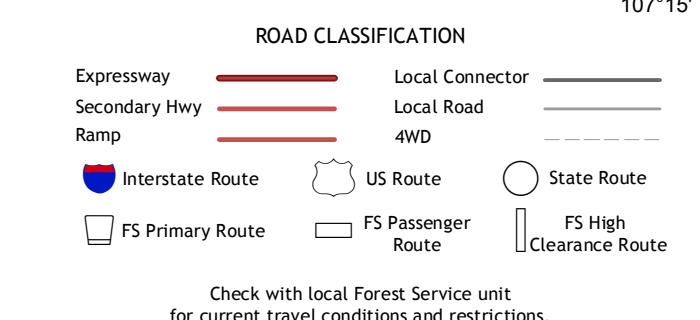 107°15'
ROAD CLASSIFICATION
Expressway
Local Connector
Secondary Hwy
Local Road
Ramp
4WD
Interstate Route
US Route
State Route
FS Primary Route
FS Passenger
Route
FS High
Clearance Route
Check with local Forest Service unit
for current travel conditions and restrictions.